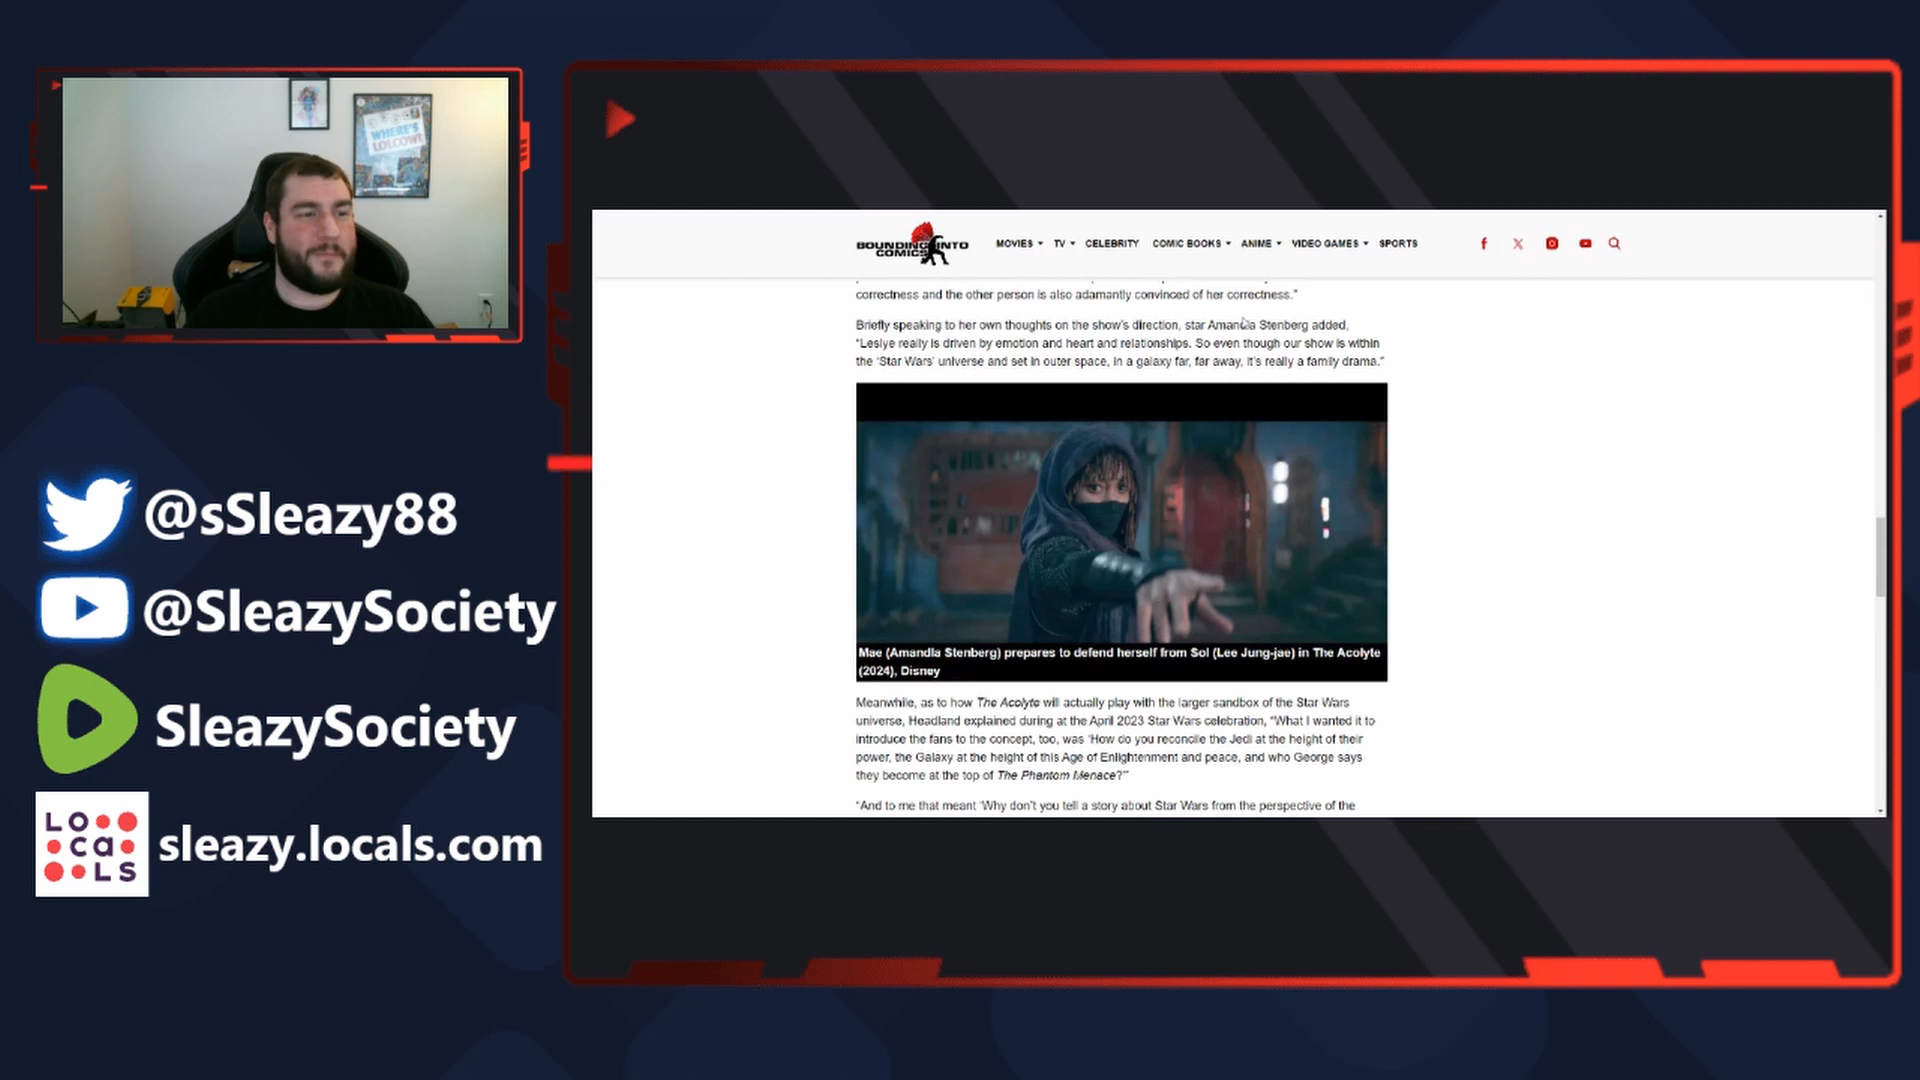 WHERE'S
LOLCOW?
@sSleazy88
@SleazySociety
SleazySociety
LOcaLS
sleazy.locals.com
BOUNDING INTO
COMICS
MOVIES TV CELEBRITY COMIC BOOKS ANIME VIDEO GAMES SPORTS
correctness and the other person is also adamantly convinced of her correctness.”
Briefly speaking to her own thoughts on the show’s direction, star Amandla Stenberg added,
“Leslye really is driven by emotion and heart and relationships. So even though our show is within
the ‘Star Wars’ universe and set in outer space, in a galaxy far, far away, it’s really a family drama.”
Mae (Amandla Stenberg) prepares to defend herself from Sol (Lee Jung-jae) in The Acolyte
(2024), Disney
Meanwhile, as to how The Acolyte will actually play with the larger sandbox of the Star Wars
universe, Headland explained during at the April 2023 Star Wars celebration, “What I wanted it to
introduce the fans to the concept, too, was ‘How do you reconcile the Jedi at the height of their
power, the Galaxy at the height of this Age of Enlightenment and peace, and who George says
they become at the top of The Phantom Menace?’”
“And to me that meant ‘Why don’t you tell a story about Star Wars from the perspective of the